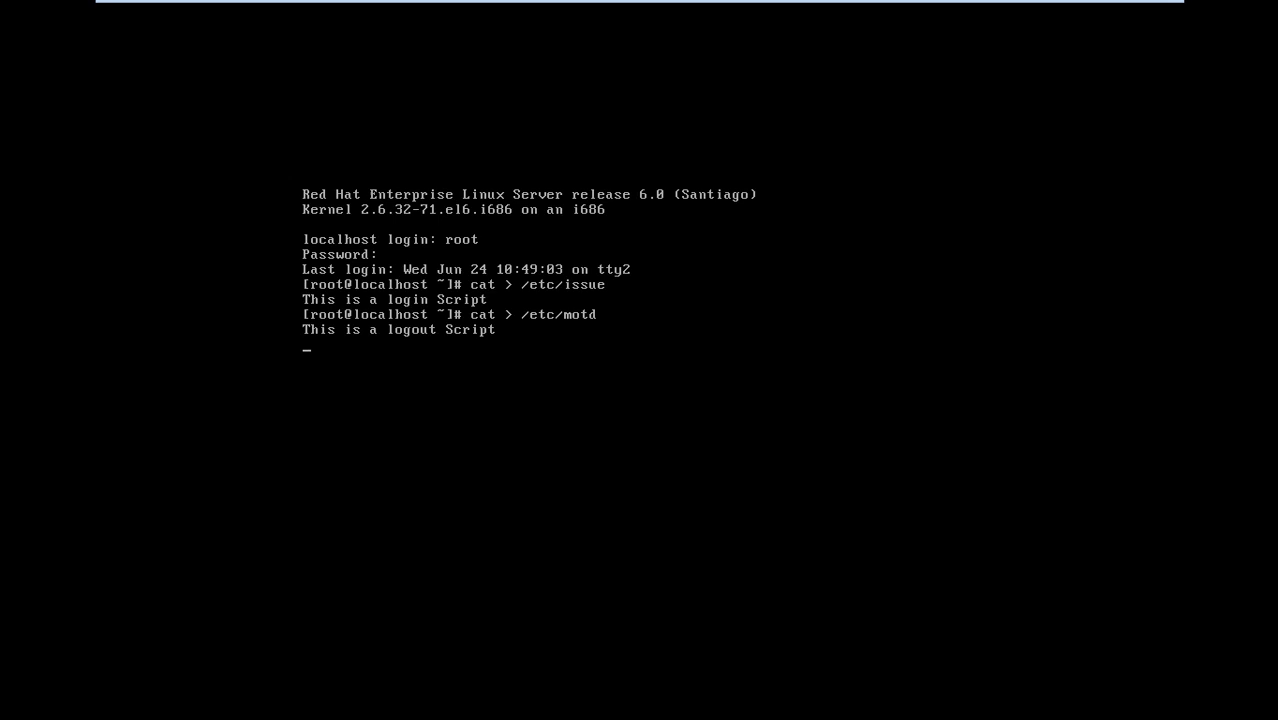 Red Hat Enterprise Linux Server release 6.0 (Santiago)
Kernel 2.6.32-71.el6.i686 on an i686
localhost login: root
Password:
Last login: Wed Jun 24 10:49:03 on tty2
[root@localhost ~]# cat > /etc/issue
This is a login Script
[root@localhost ~]# cat > /etc/motd
This is a logout Script